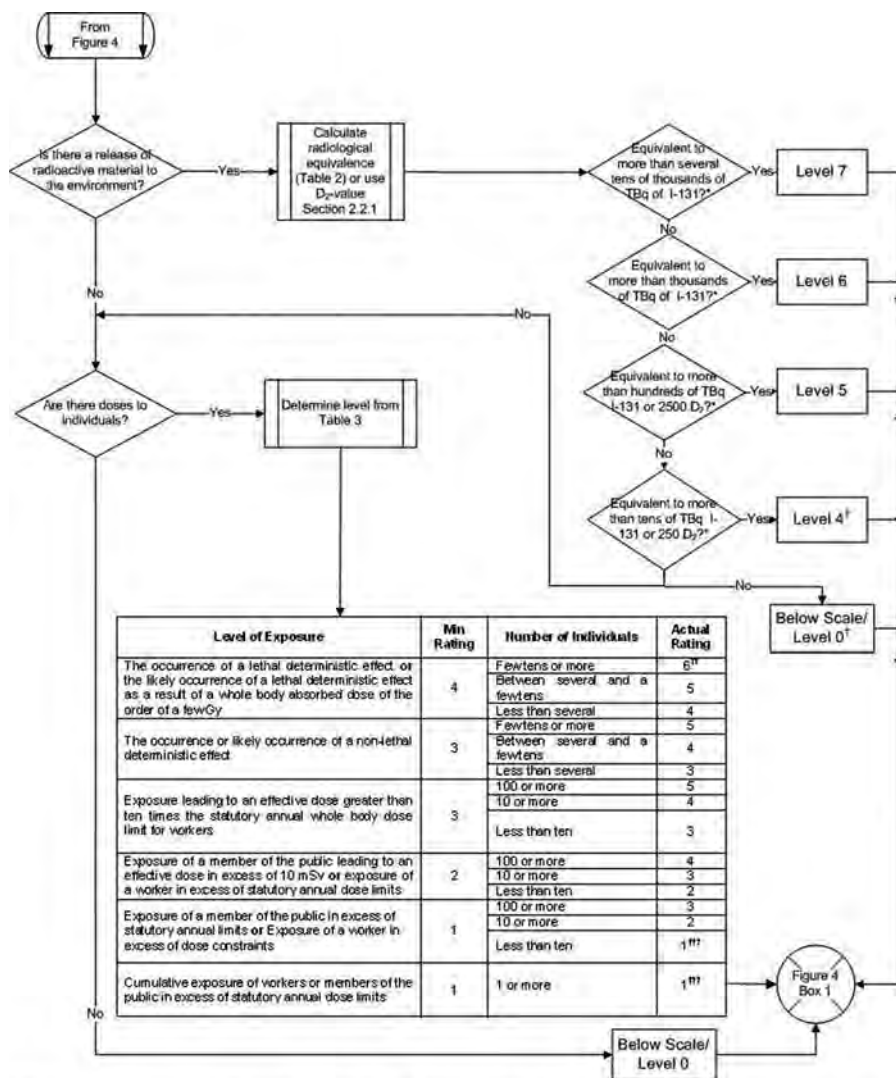 From
Figure 4
Is there a release of
radioactive material to
the environment?
Yes
Calculate
radiological
equivalence
(Table 2) or use
D₂-value
Section 2.2.1
Equivalent to
more than several
tens of thousands of
TBq of I-131?*
Yes
Level 7
No
Equivalent to
more than thousands
of TBq of I-131?*
Yes
Level 6
No
No
No
Equivalent to more
than hundreds of TBq
I-131 or 2500 D₂?*
Yes
Level 5
Are there doses to
individuals?
Yes
Determine level from
Table 3
No
Equivalent to more
than tens of TBq I-
131 or 250 D₂?*
Yes
Level 4†
No
Below Scale/
Level 0†
Level of Exposure
Min
Rating
Number of Individuals
Actual
Rating
The occurrence of a lethal deterministic effect or
the likely occurrence of a lethal deterministic effect
as a result of a whole body absorbed dose of the
order of a fewGy
4
Fewtens or more
6††
Between several and a
fewtens
5
Less than several
4
The occurrence or likely occurrence of a non-lethal
deterministic effect
3
Fewtens or more
5
Between several and a
fewtens
4
Less than several
3
Exposure leading to an effective dose greater than
ten times the statutory annual whole body dose
limit for workers
3
100 or more
5
10 or more
4
Less than ten
3
Exposure of a member of the public leading to an
effective dose in excess of 10 mSv or exposure of
a worker in excess of statutory annual dose limits
2
100 or more
4
10 or more
3
Less than ten
2
Exposure of a member of the public in excess of
statutory annual limits or Exposure of a worker in
excess of dose constraints
1
100 or more
3
10 or more
2
Less than ten
1†††
Cumulative exposure of workers or members of the
public in excess of statutory annual dose limits
1
1 or more
1†††
Figure 4
Box 1
No
Below Scale/
Level 0